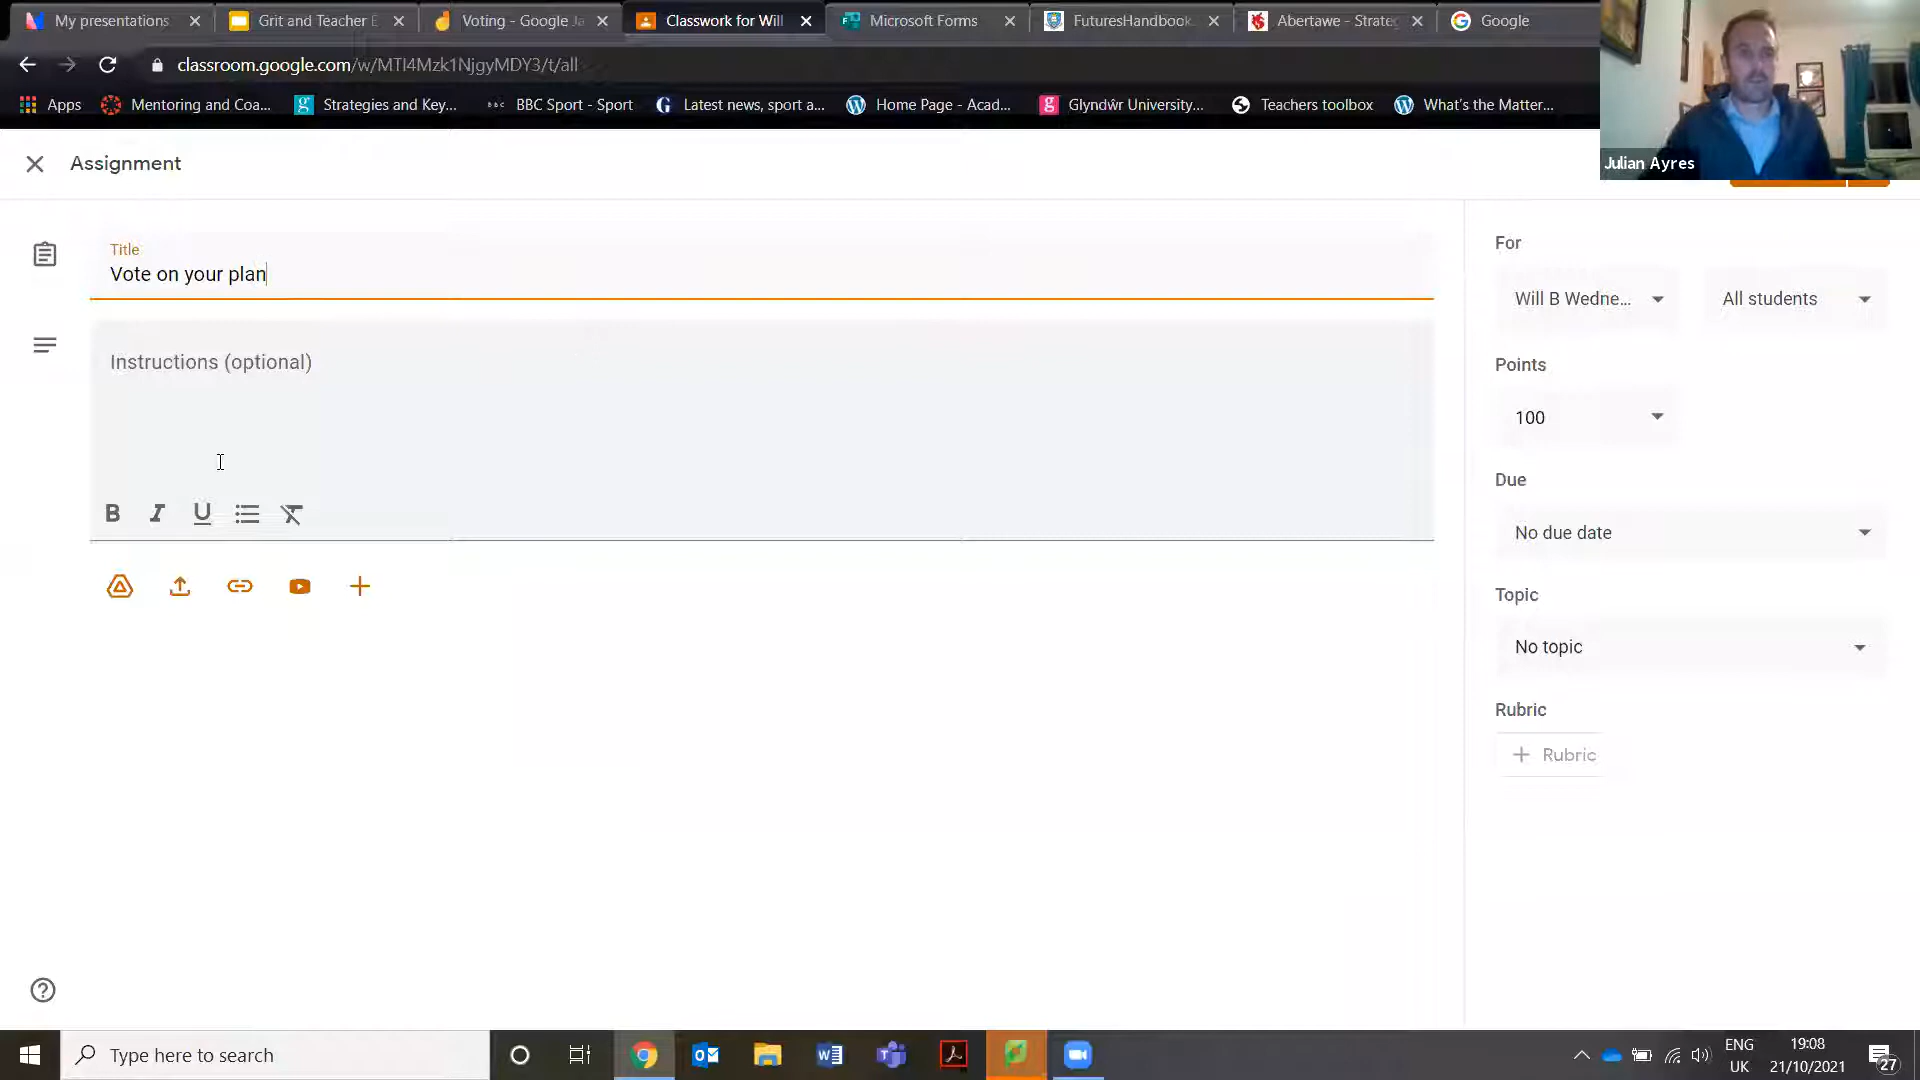 My presentations
Grit and Teacher E
Voting - Google Ja
Classwork for Will
Microsoft Forms
FuturesHandbook
Abertawe - Strate
Google
classroom.google.com/w/MTI4Mzk1NjgyMDY3/t/all
Apps
Mentoring and Coa...
Strategies and Key...
BBC Sport - Sport
Latest news, sport a...
Home Page - Acad...
Glyndŵr University...
Teachers toolbox
What's the Matter...
Julian Ayres
Assignment
Title
Vote on your plan
Instructions (optional)
B I U
For
Will B Wedne...
All students
Points
100
Due
No due date
Topic
No topic
Rubric
+ Rubric
Type here to search
ENG
UK
19:08
21/10/2021
27